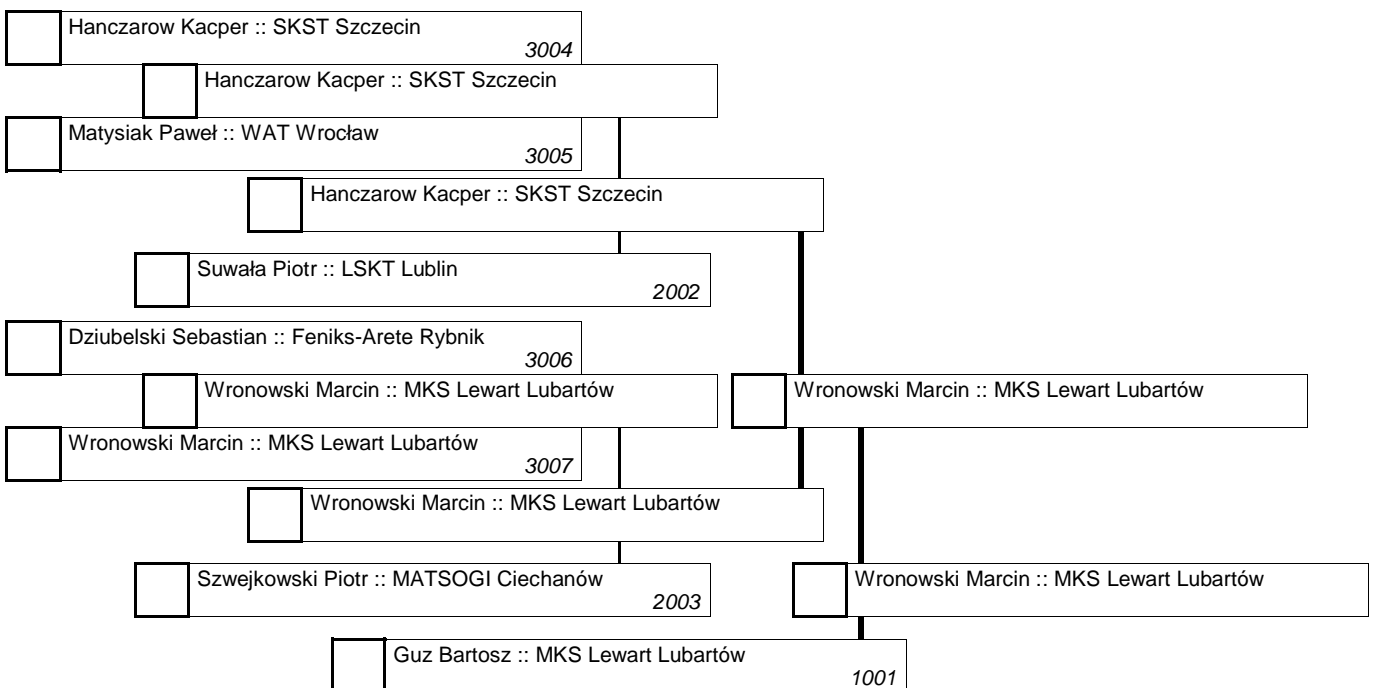 Hanczarow Kacper :: SKST Szczecin
3004
Hanczarow Kacper :: SKST Szczecin
Matysiak Paweł :: WAT Wrocław
3005
Hanczarow Kacper :: SKST Szczecin
Suwała Piotr :: LSKT Lublin
2002
Dziubelski Sebastian :: Feniks-Arete Rybnik
3006
Wronowski Marcin :: MKS Lewart Lubartów
Wronowski Marcin :: MKS Lewart Lubartów
Wronowski Marcin :: MKS Lewart Lubartów
3007
Wronowski Marcin :: MKS Lewart Lubartów
Szwejkowski Piotr :: MATSOGI Ciechanów
2003
Wronowski Marcin :: MKS Lewart Lubartów
Guz Bartosz :: MKS Lewart Lubartów
1001